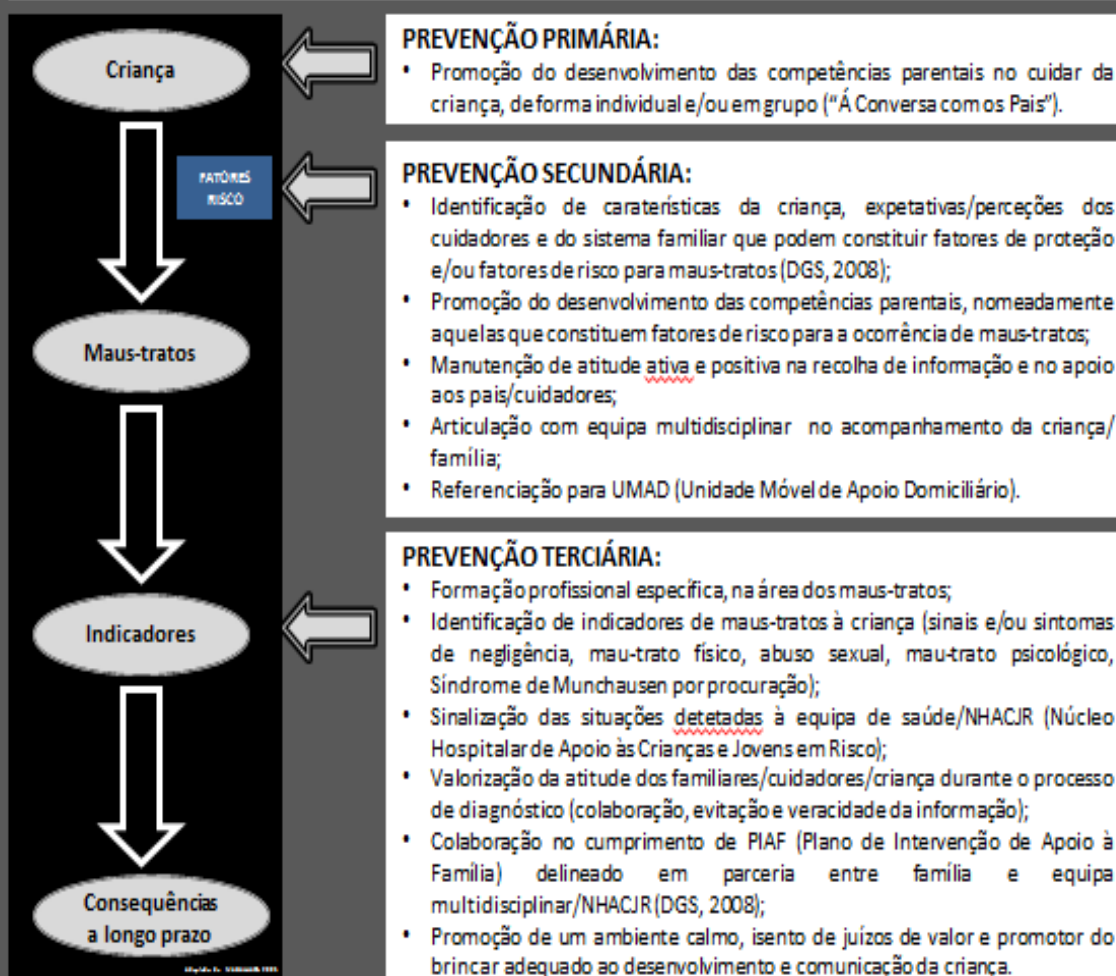 Criança
FATORES
RISCO
Maus-tratos
Indicadores
Consequências
a longo prazo
PREVENÇÃO PRIMÁRIA:
• Promoção do desenvolvimento das competências parentais no cuidar da
criança, de forma individual e/ou em grupo (“Á Conversa com os Pais”).
PREVENÇÃO SECUNDÁRIA:
• Identificação de caraterísticas da criança, expetativas/perceções dos
cuidadores e do sistema familiar que podem constituir fatores de proteção
e/ou fatores de risco para maus-tratos (DGS, 2008);
• Promoção do desenvolvimento das competências parentais, nomeadamente
aquelas que constituem fatores de risco para a ocorrência de maus-tratos;
• Manutenção de atitude ativa e positiva na recolha de informação e no apoio
aos pais/cuidadores;
• Articulação com equipa multidisciplinar no acompanhamento da criança/
família;
• Referenciação para UMAD (Unidade Móvel de Apoio Domiciliário).
PREVENÇÃO TERCIÁRIA:
• Formação profissional específica, na área dos maus-tratos;
• Identificação de indicadores de maus-tratos à criança (sinais e/ou sintomas
de negligência, mau-trato físico, abuso sexual, mau-trato psicológico,
Síndrome de Munchausen por procuração);
• Sinalização das situações detetadas à equipa de saúde/NHACJR (Núcleo
Hospitalar de Apoio às Crianças e Jovens em Risco);
• Valorização da atitude dos familiares/cuidadores/criança durante o processo
de diagnóstico (colaboração, evitação e veracidade da informação);
• Colaboração no cumprimento de PIAF (Plano de Intervenção de Apoio à
Família) delineado em parceria entre família e equipa
multidisciplinar/NHACJR (DGS, 2008);
• Promoção de um ambiente calmo, isento de juízos de valor e promotor do
brincar adequado ao desenvolvimento e comunicação da criança.